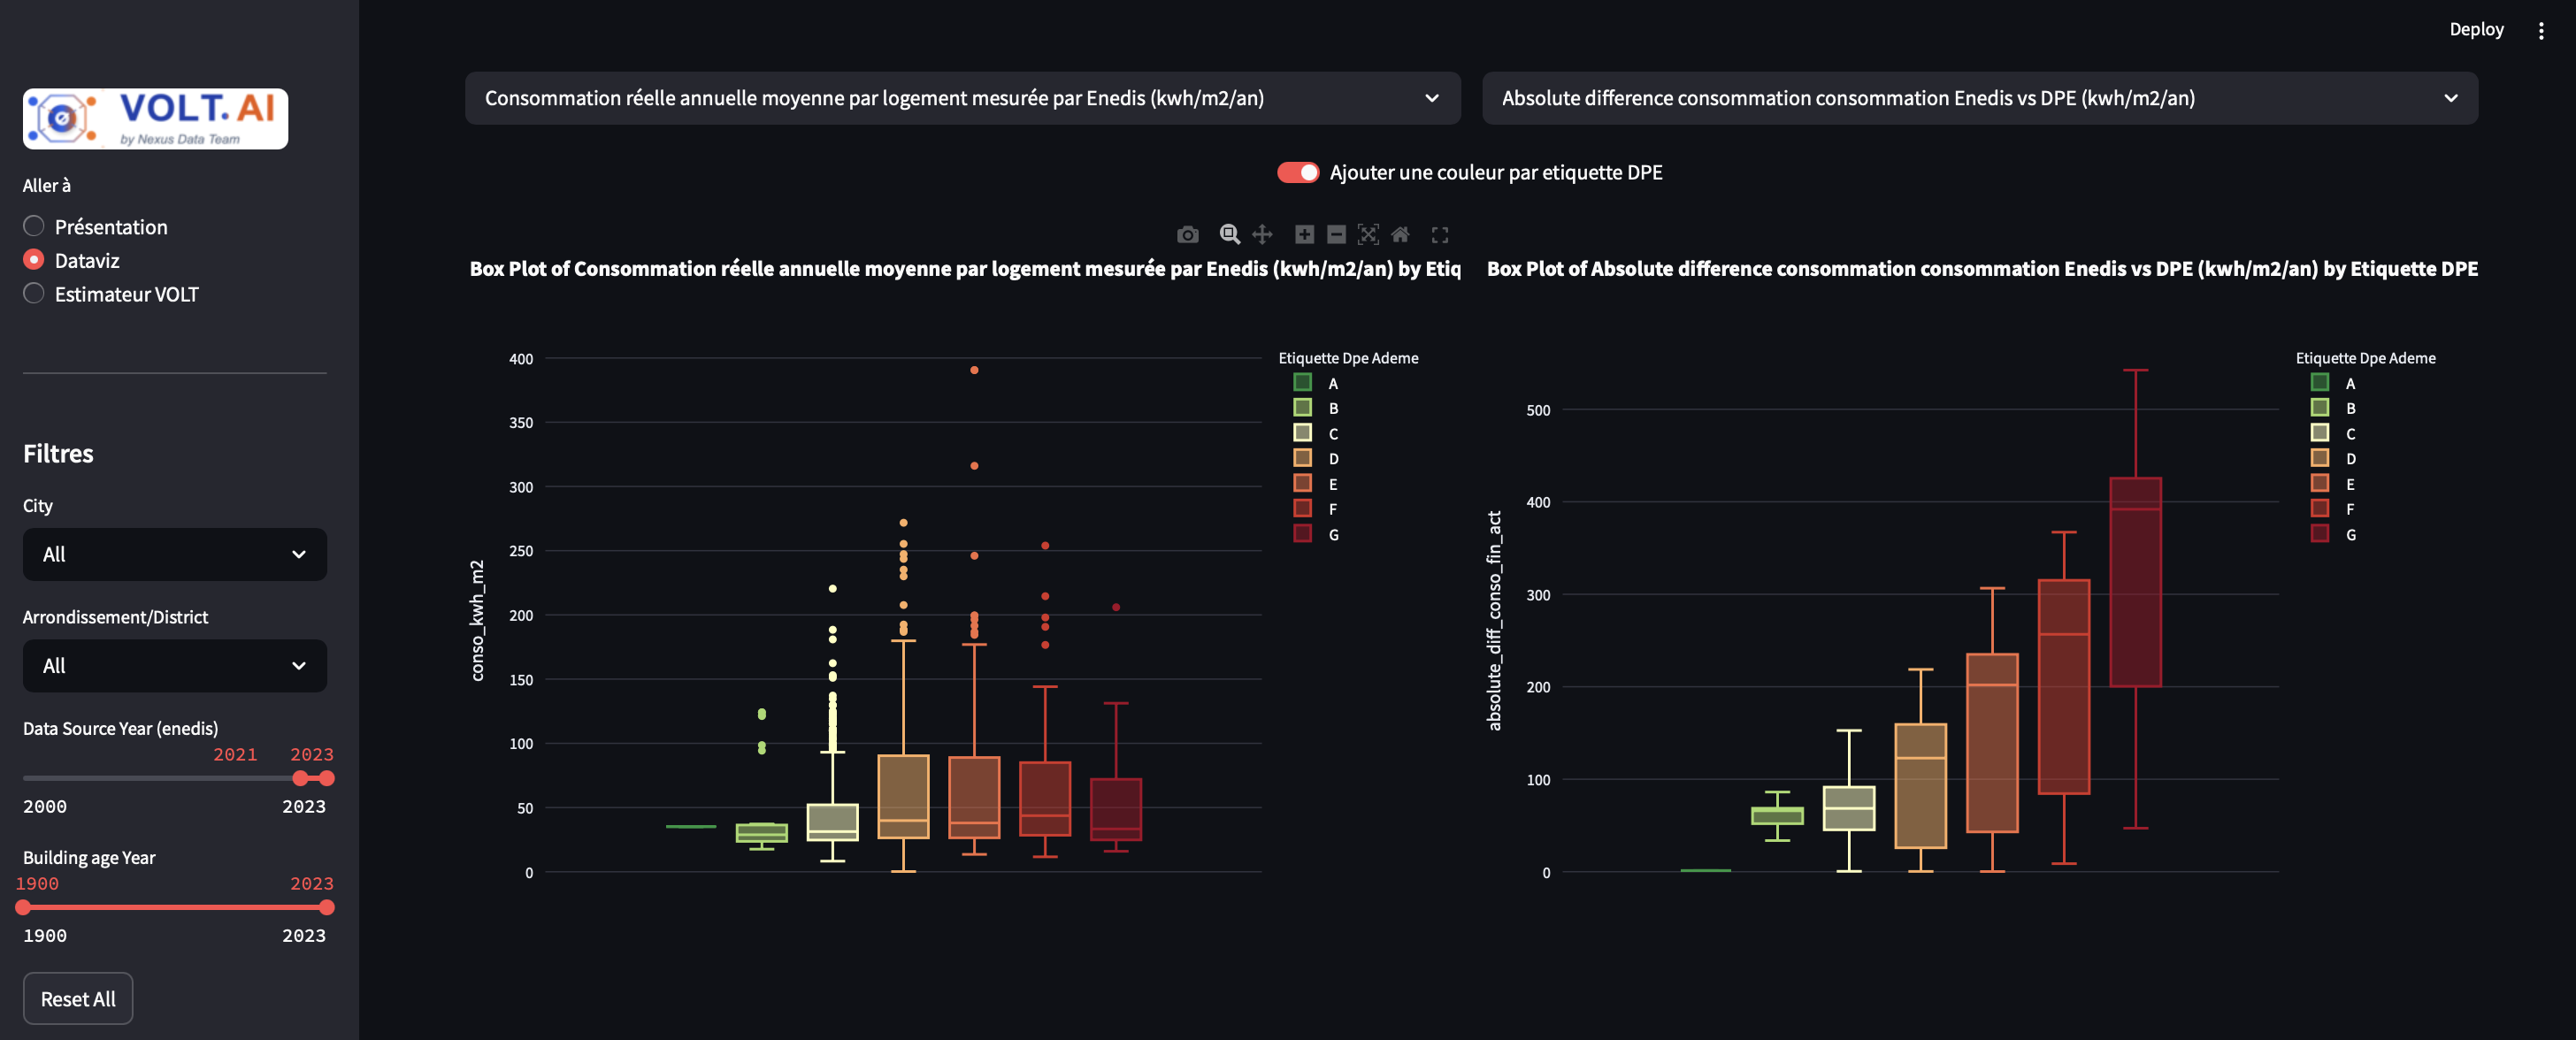 Deploy
VOLT.AI
by Nexus Data Team
Aller à
Présentation
Dataviz
Estimateur VOLT
Filtres
City
All
Arrondissement/District
All
Data Source Year (enedis)
2021 2023
2000 2023
Building age Year
1900 2023
1900 2023
Reset All
Consommation réelle annuelle moyenne par logement mesurée par Enedis (kwh/m2/an)
Absolute difference consommation consommation Enedis vs DPE (kwh/m2/an)
Ajouter une couleur par etiquette DPE
Box Plot of Consommation réelle annuelle moyenne par logement mesurée par Enedis (kwh/m2/an) by Etiq
conso_kwh_m2
400
350
300
250
200
150
100
50
0
Etiquette Dpe Ademe
A
B
C
D
E
F
G
Box Plot of Absolute difference consommation consommation Enedis vs DPE (kwh/m2/an) by Etiquette DPE
absolute_diff_conso_fin_act
500
400
300
200
100
0
Etiquette Dpe Ademe
A
B
C
D
E
F
G